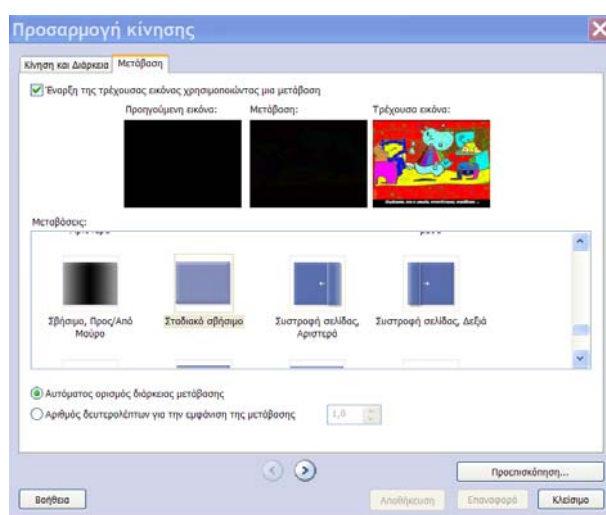 Προσαρμογή κίνησης
Κίνηση και Διάρκεια Μετάβαση
Έναρξη της τρέχουσας εικόνας χρησιμοποιώντας μια μετάβαση
Προηγούμενη εικόνα: Μετάβαση: Τρέχουσα εικόνα:
Μεταβάσεις:
Σβήσιμο, Προς/Από Μαύρο
Σταδιακό σβήσιμο
Συστροφή σελίδας, Αριστερά
Συστροφή σελίδας, Δεξιά
Αυτόματος ορισμός διάρκειας μετάβασης
Αριθμός δευτερολέπτων για την εμφάνιση της μετάβασης 1,0
Προεπισκόπηση...
Βοήθεια Αποθήκευση Επαναφορά Κλείσιμο